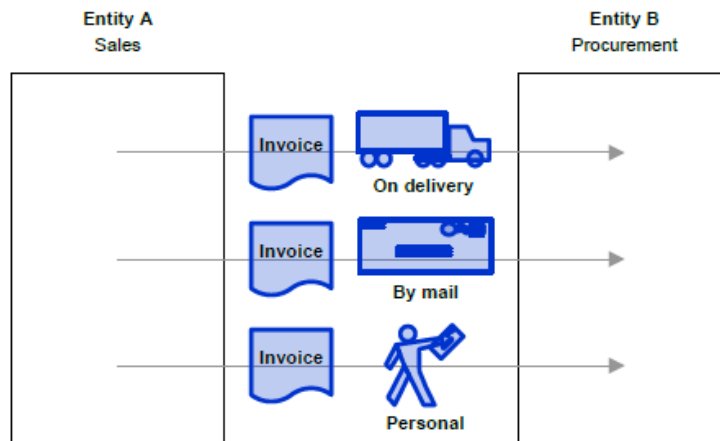 Entity A
Sales
Entity B
Procurement
Invoice
On delivery
Invoice
By mail
Invoice
Personal